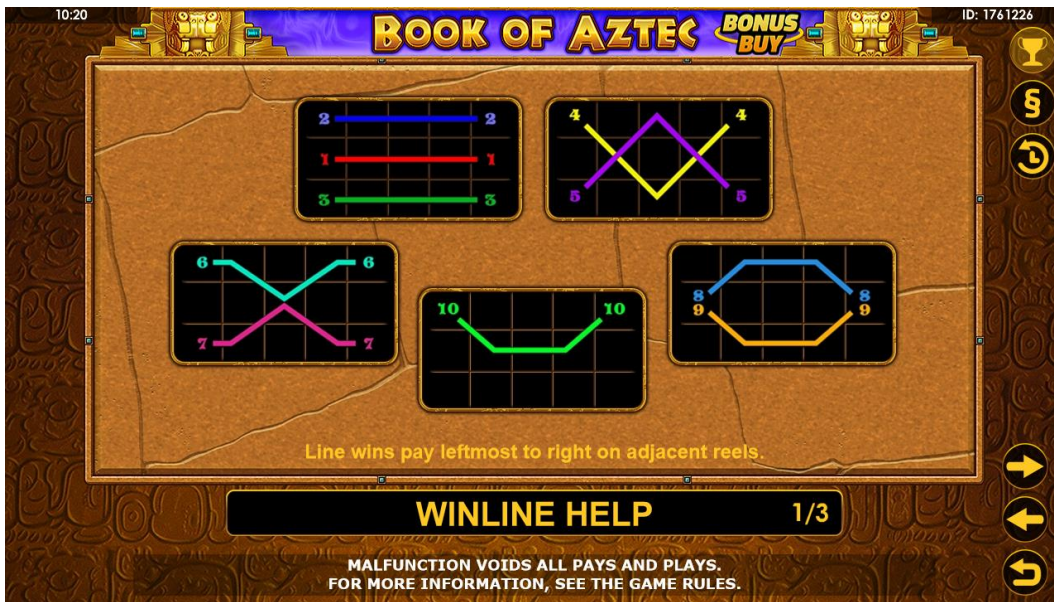 10:20
BOOK OF AZTEC BONUS BUY
ID: 1761226
§
2 2
1 1
3 3
4 4
5 5
6 6
7 7
10 10
8 8
9 9
Line wins pay leftmost to right on adjacent reels.
WINLINE HELP 1/3
MALFUNCTION VOIDS ALL PAYS AND PLAYS.
FOR MORE INFORMATION, SEE THE GAME RULES.